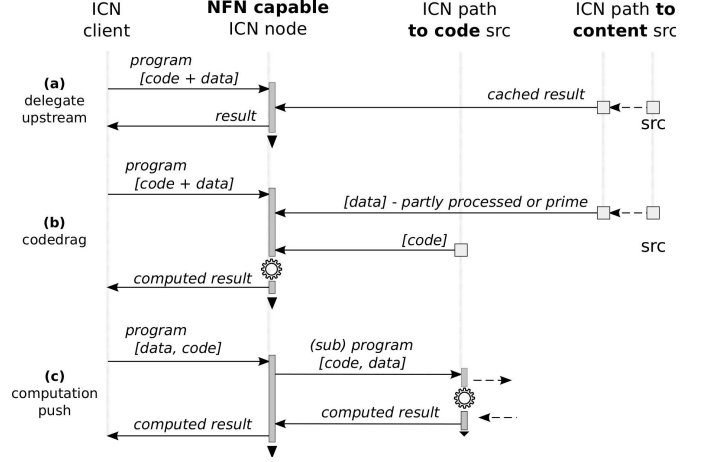 ICN
client
NFN capable
ICN node
ICN path
to code src
ICN path to
content src
(a)
delegate
upstream
program
[code + data]
cached result
result
src
(b)
codedrag
program
[code + data]
[data] - partly processed or prime
[code]
src
computed result
(c)
computation
push
program
[data, code]
(sub) program
[code, data]
computed result
computed result